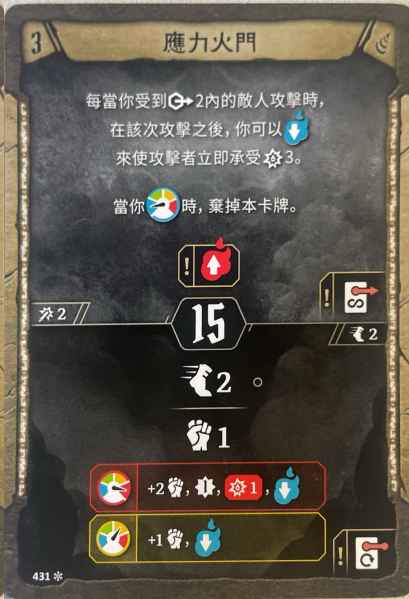 3 應力火門
每當你受到 2內的敵人攻擊時,
在該次攻擊之後, 你可以
來使攻擊者立即承受 3。
當你 時, 棄掉本卡牌。
!
!
2
15
2
2
1
+2 , , 1 ,
+1 ,
!
431